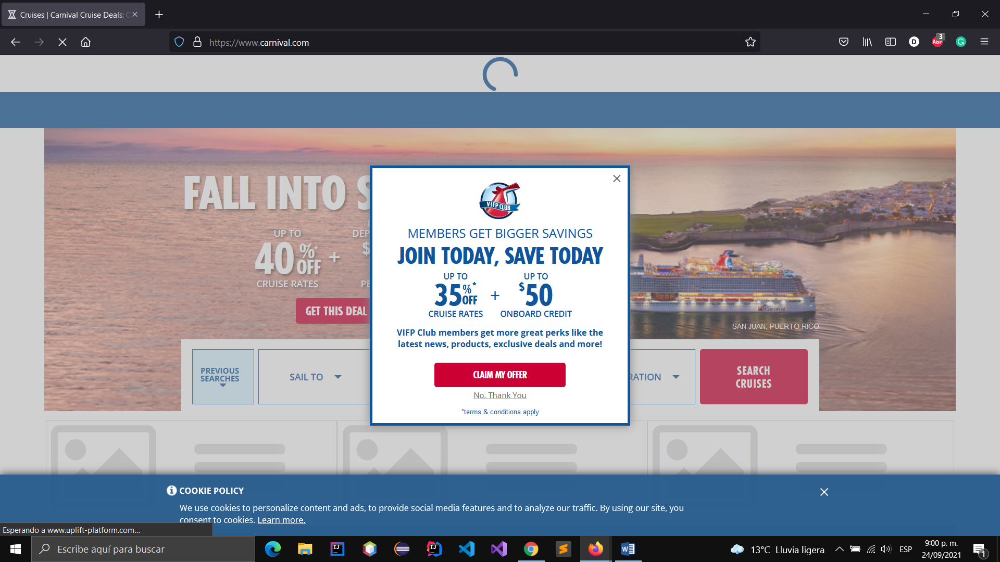 Cruises | Carnival Cruise Deals: C
https://www.carnival.com
3
ABP
D
G
FALL INTO S
UP TO
40%* OFF
CRUISE RATES
+
DEP
$
PE
GET THIS DEAL
VIFP CLUB
MEMBERS GET BIGGER SAVINGS
JOIN TODAY, SAVE TODAY
UP TO
35%* OFF
CRUISE RATES
+
UP TO
$50
ONBOARD CREDIT
VIFP Club members get more great perks like the
latest news, products, exclusive deals and more!
CLAIM MY OFFER
No, Thank You
*terms & conditions apply
Carnival
SAN JUAN, PUERTO RICO
PREVIOUS
SEARCHES
SAIL TO
RATION
SEARCH
CRUISES
COOKIE POLICY
We use cookies to personalize content and ads, to provide social media features and to analyze our traffic. By using our site, you
consent to cookies. Learn more.
Esperando a www.uplift-platform.com...
Escribe aquí para buscar
IJ
IJ
W
13°C Lluvia ligera
ESP
9:00 p. m.
24/09/2021
1